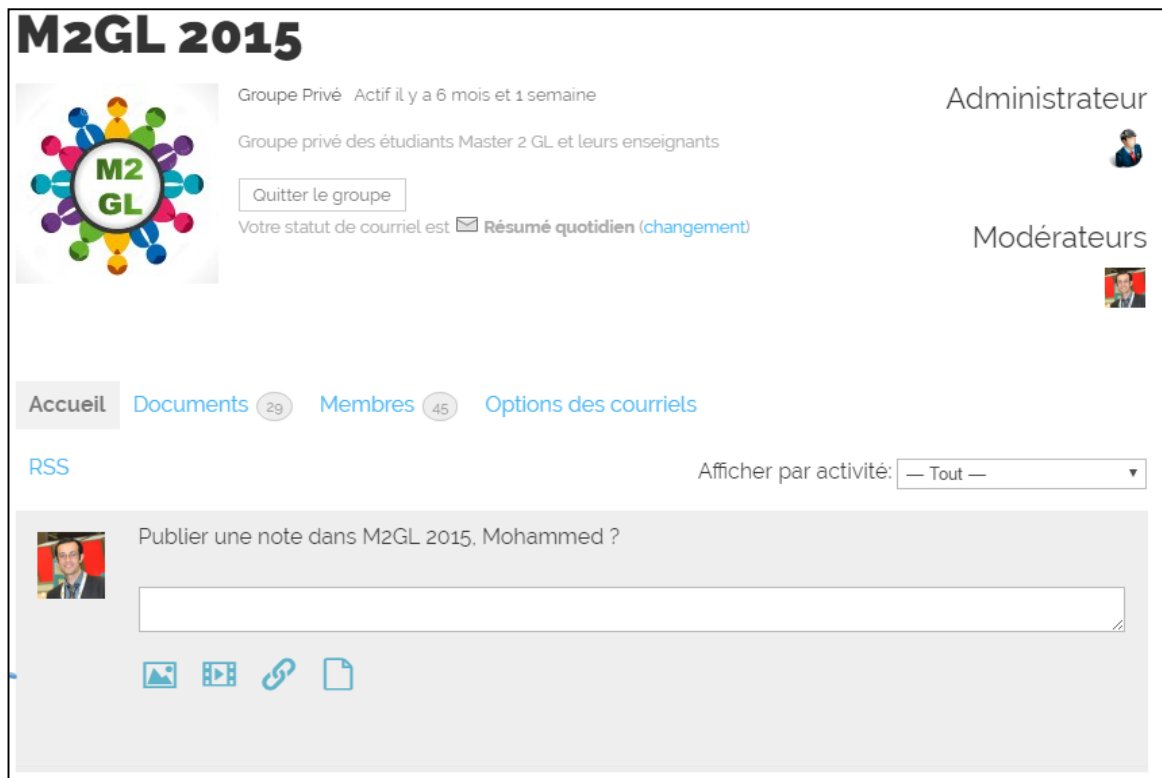 M2GL 2015
Groupe Privé Actif il y a 6 mois et 1 semaine
Groupe privé des étudiants Master 2 GL et leurs enseignants
M2
GL
Quitter le groupe
Votre statut de courriel est Résumé quotidien (changement)
Administrateur
Modérateurs
Accueil Documents 29 Membres 45 Options des courriels
RSS
Afficher par activité: — Tout —
Publier une note dans M2GL 2015, Mohammed ?